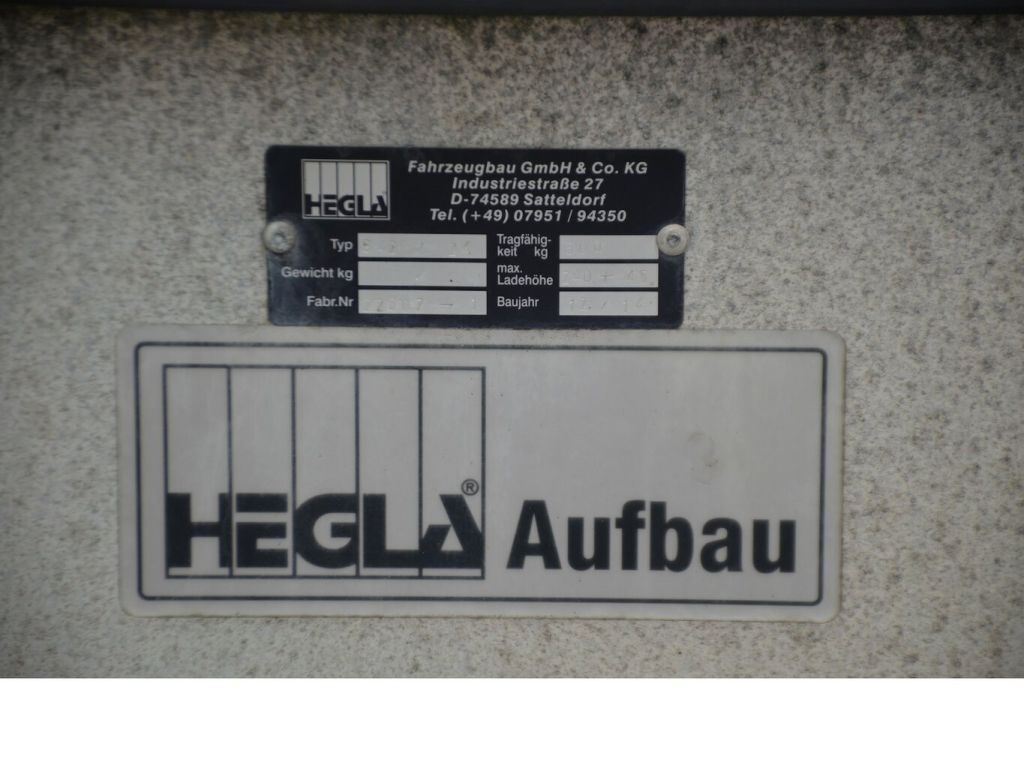 HEGLA
Fahrzeugbau GmbH & Co. KG
Industriestraße 27
D-74589 Satteldorf
Tel. (+49) 07951 / 94350
Typ
Tragfähig-
keit kg
Gewicht kg
max.
Ladehöhe
Fabr.Nr
Baujahr
HEGLA® Aufbau